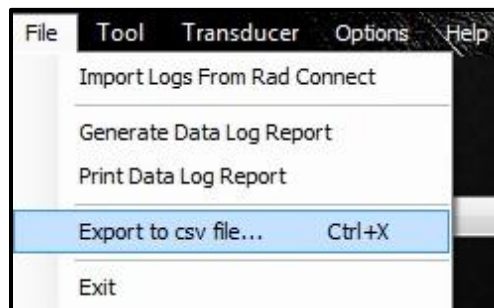 File Tool Transducer Options Help
Import Logs From Rad Connect
Generate Data Log Report
Print Data Log Report
Export to csv file... Ctrl+X
Exit